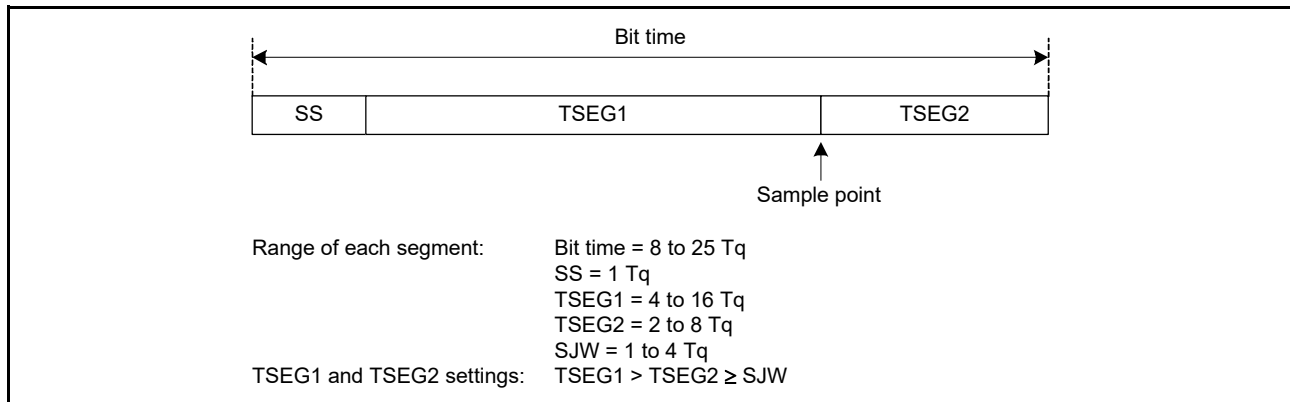 Bit time
SS TSEG1 TSEG2
Sample point
Range of each segment: Bit time = 8 to 25 Tq
SS = 1 Tq
TSEG1 = 4 to 16 Tq
TSEG2 = 2 to 8 Tq
SJW = 1 to 4 Tq
TSEG1 and TSEG2 settings: TSEG1 > TSEG2 ≥ SJW